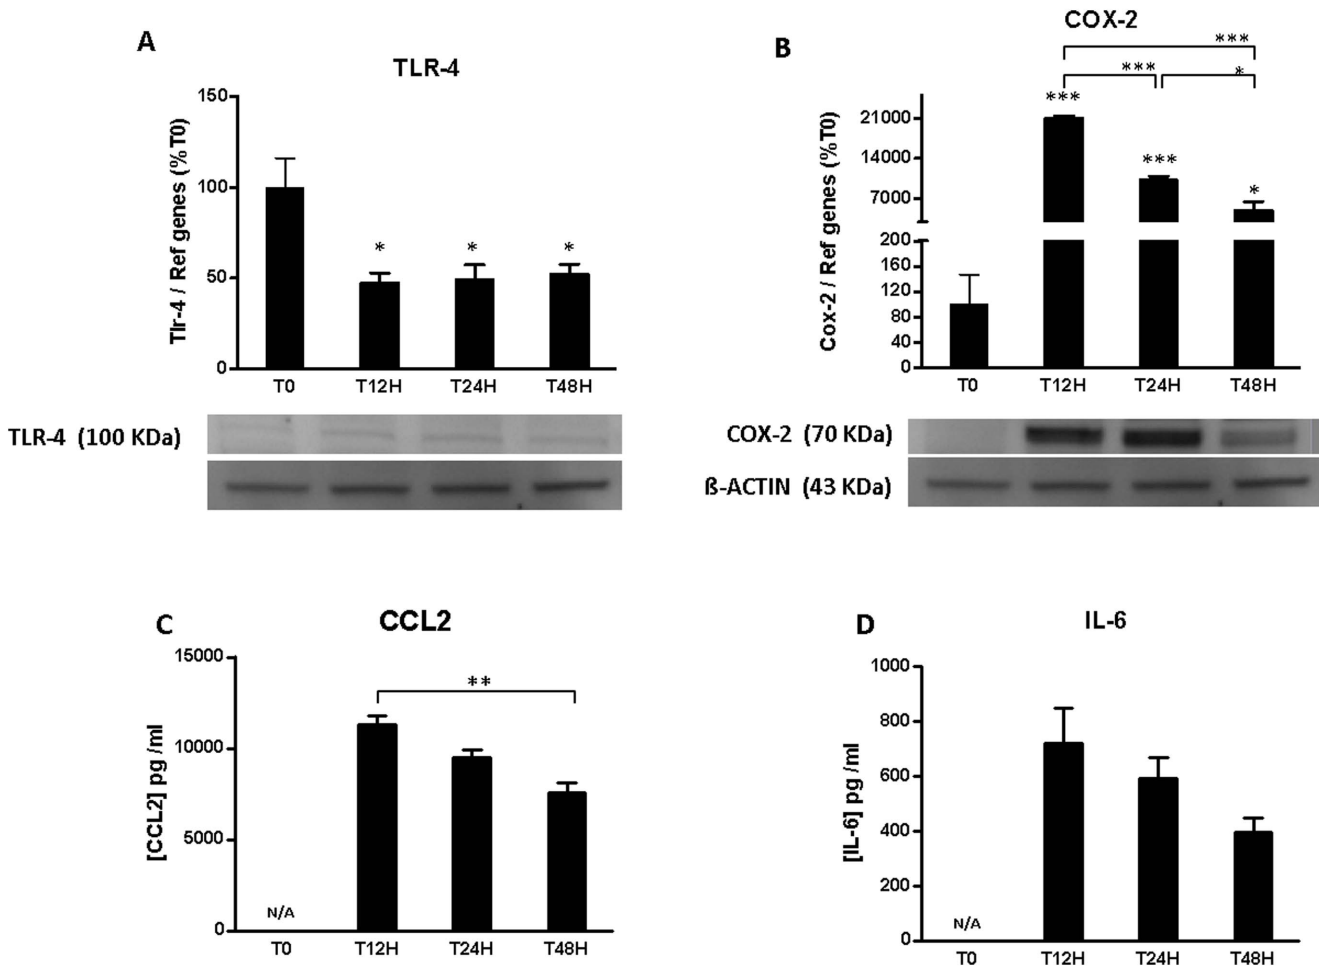 A
TLR-4
Tlr-4 / Ref genes (%T0)
150
100
50
0
*
*
*
T0
T12H
T24H
T48H
TLR-4 (100 KDa)
B
COX-2
Cox-2 / Ref genes (%T0)
***
***
*
***
***
*
21000
14000
7000
200
160
120
80
40
0
T0
T12H
T24H
T48H
COX-2 (70 KDa)
ß-ACTIN (43 KDa)
C
CCL2
[CCL2] pg /ml
15000
10000
5000
0
**
N/A
T0
T12H
T24H
T48H
D
IL-6
[IL-6] pg /ml
1000
800
600
400
200
0
N/A
T0
T12H
T24H
T48H